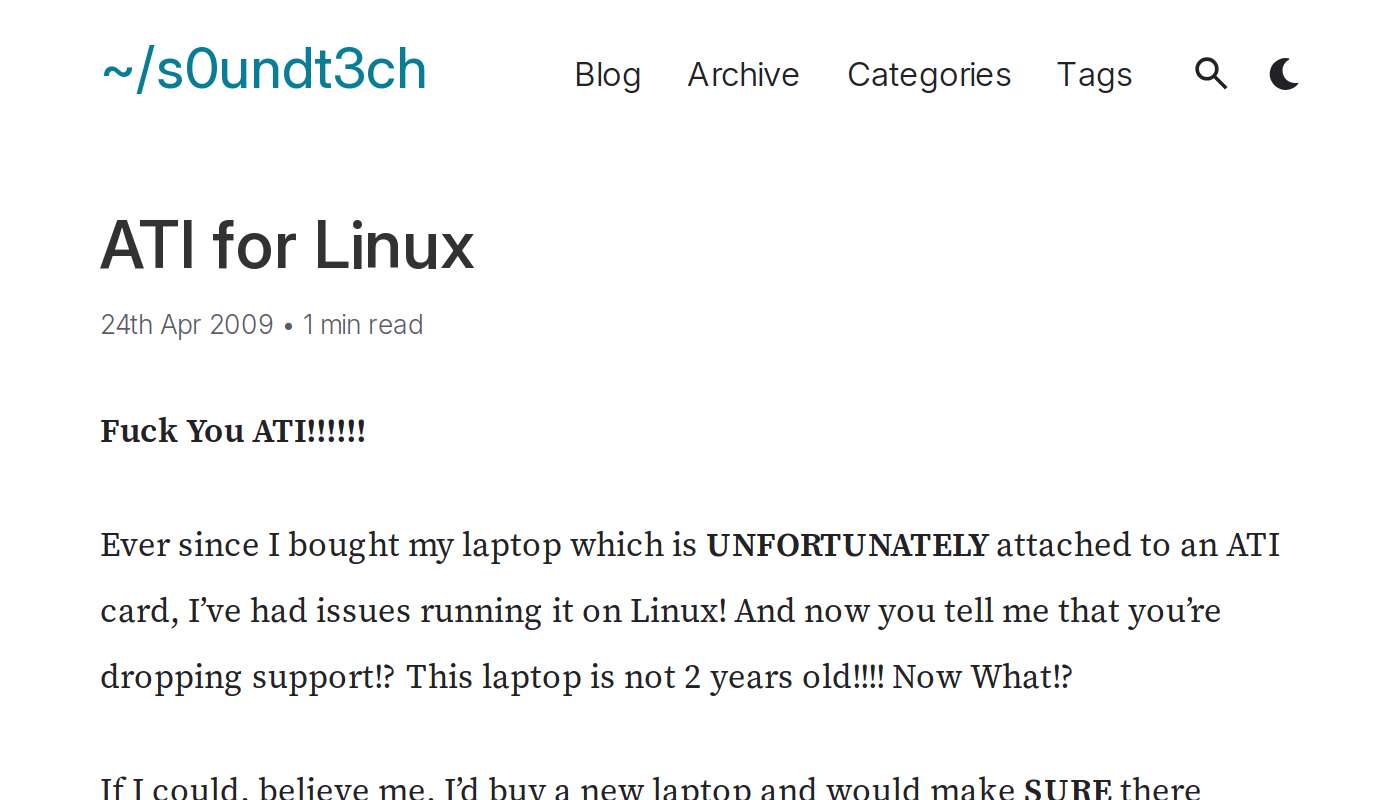 ~/s0undt3ch
Blog Archive Categories Tags
ATI for Linux
24th Apr 2009 • 1 min read
Fuck You ATI!!!!!!
Ever since I bought my laptop which is UNFORTUNATELY attached to an ATI
card, I’ve had issues running it on Linux! And now you tell me that you’re
dropping support!? This laptop is not 2 years old!!!! Now What!?
If I could, believe me, I’d buy a new laptop and would make SURE there